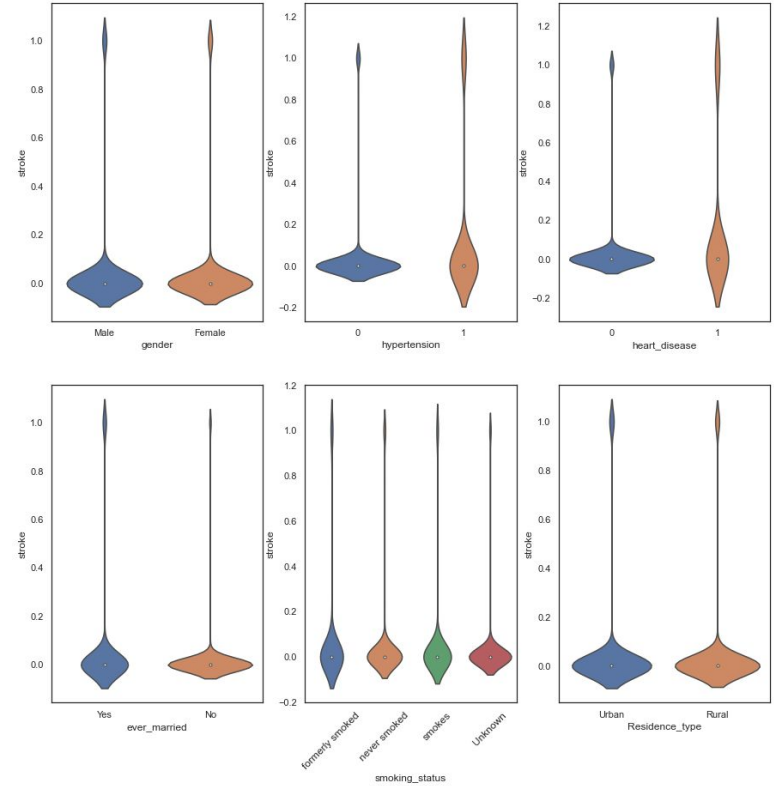 1.0
0.8
0.6
0.4
0.2
0.0
stroke
Male Female
gender
1.2
1.0
0.8
0.6
0.4
0.2
0.0
−0.2
stroke
0 1
hypertension
1.2
1.0
0.8
0.6
0.4
0.2
0.0
−0.2
stroke
0 1
heart_disease
1.0
0.8
0.6
0.4
0.2
0.0
stroke
Yes No
ever_married
1.2
1.0
0.8
0.6
0.4
0.2
0.0
−0.2
stroke
formerly smoked
never smoked
smokes
Unknown
smoking_status
1.0
0.8
0.6
0.4
0.2
0.0
stroke
Urban Rural
Residence_type